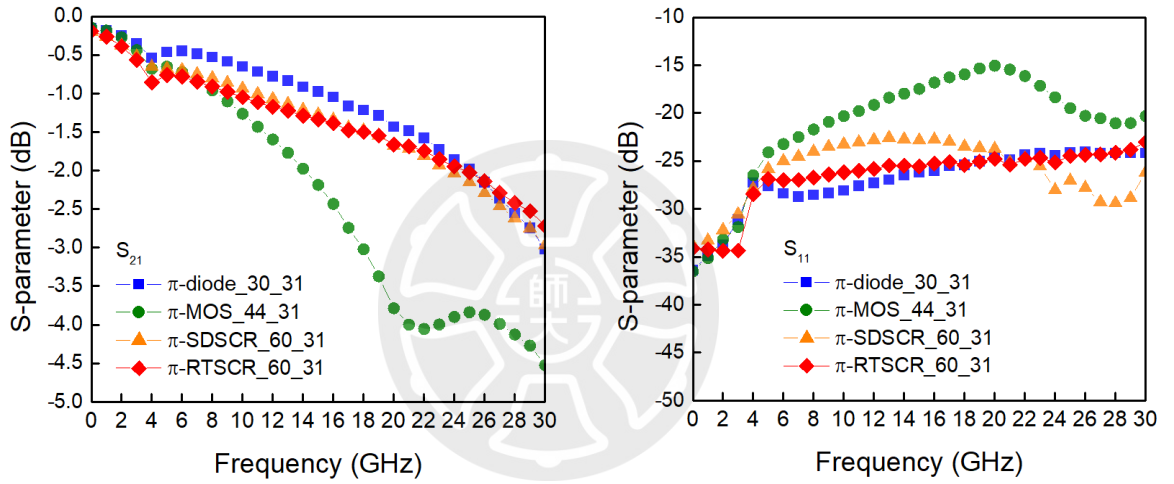 0.0
-0.5
-1.0
-1.5
-2.0
-2.5
-3.0
-3.5
-4.0
-4.5
-5.0
S-parameter (dB)
S₂₁
π-diode_30_31
π-MOS_44_31
π-SDSCR_60_31
π-RTSCR_60_31
0 2 4 6 8 10 12 14 16 18 20 22 24 26 28 30
Frequency (GHz)
師大
-10
-15
-20
-25
-30
-35
-40
-45
-50
S-parameter (dB)
S₁₁
π-diode_30_31
π-MOS_44_31
π-SDSCR_60_31
π-RTSCR_60_31
0 2 4 6 8 10 12 14 16 18 20 22 24 26 28 30
Frequency (GHz)